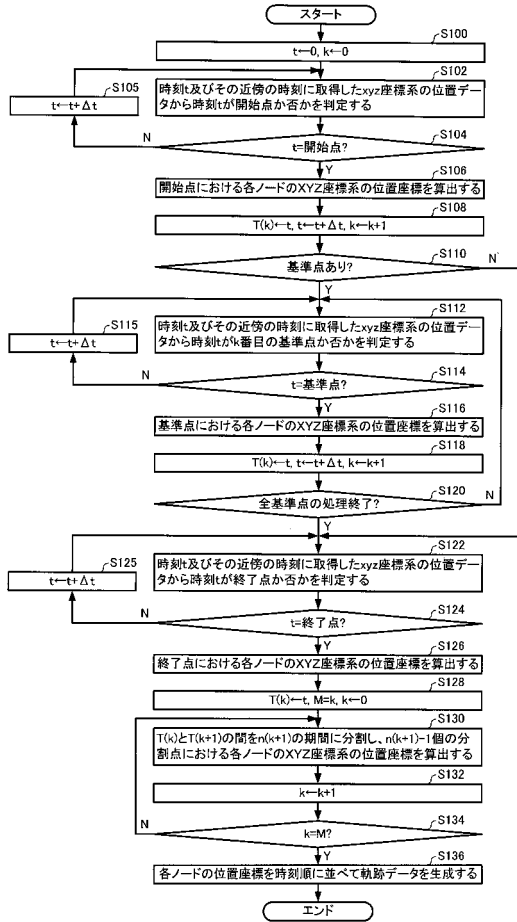 スタート
S100
t←0, k←0
S102
時刻t及びその近傍の時刻に取得したxyz座標系の位置デ
ータから時刻tが開始点か否かを判定する
S105
t←t+Δt
S104
t=開始点?
N
Y
S106
開始点における各ノードのXYZ座標系の位置座標を算出する
S108
T(k)←t, t←t+Δt, k←k+1
S110
基準点あり?
N
Y
S112
時刻t及びその近傍の時刻に取得したxyz座標系の位置デ
ータから時刻tがk番目の基準点か否かを判定する
S115
t←t+Δt
S114
t=基準点?
N
Y
S116
基準点における各ノードのXYZ座標系の位置座標を算出する
S118
T(k)←t, t←t+Δt, k←k+1
S120
全基準点の処理終了?
N
Y
S122
時刻t及びその近傍の時刻に取得したxyz座標系の位置デ
ータから時刻tが終了点か否かを判定する
S125
t←t+Δt
S124
t=終了点?
N
Y
S126
終了点における各ノードのXYZ座標系の位置座標を算出する
S128
T(k)←t, M=k, k←0
S130
T(k)とT(k+1)の間をn(k+1)の期間に分割し、n(k+1)-1個の分
割点における各ノードのXYZ座標系の位置座標を算出する
S132
k←k+1
S134
k=M?
N
Y
S136
各ノードの位置座標を時刻順に並べて軌跡データを生成する
エンド